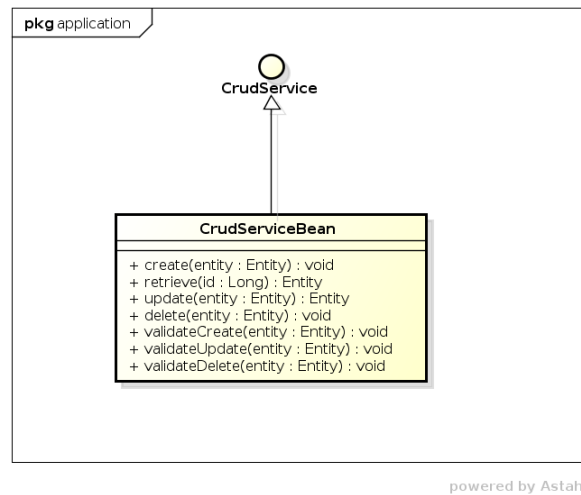 pkg application
CrudService
CrudServiceBean
+ create(entity : Entity) : void
+ retrieve(id : Long) : Entity
+ update(entity : Entity) : Entity
+ delete(entity : Entity) : void
+ validateCreate(entity : Entity) : void
+ validateUpdate(entity : Entity) : void
+ validateDelete(entity : Entity) : void
powered by Astah